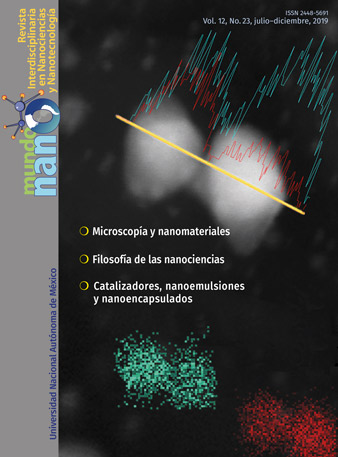 ISSN 2448-5691
Vol. 12, No. 23, julio–diciembre, 2019
Revista
Interdisciplinaria
en Nanociencias
y Nanotecnología
mundo
nano
Microscopía y nanomateriales
Filosofía de las nanociencias
Catalizadores, nanoemulsiones
y nanoencapsulados
Universidad Nacional Autónoma de México